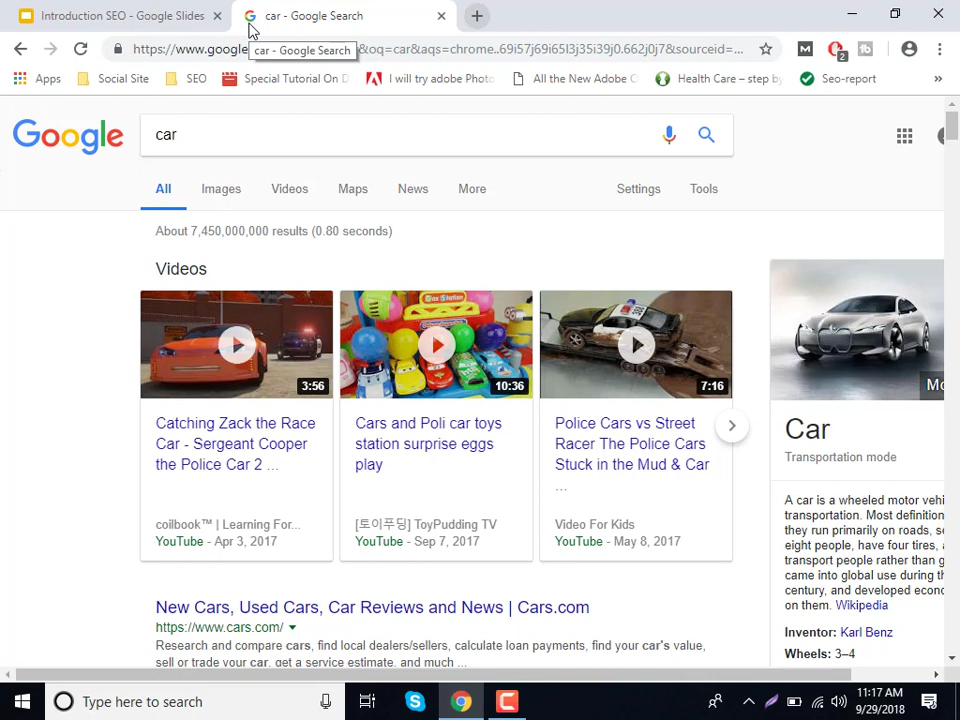 Introduction SEO - Google Slides
car - Google Search
https://www.google
car - Google Search
&oq=car&aqs=chrome..69i57j69i65l3j35i39j0.662j0j7&sourceid=...
M
2
Apps
Social Site
SEO
Special Tutorial On D
I will try adobe Photo
All the New Adobe C
Health Care – step by
Seo-report
»
Google
car
All
Images
Videos
Maps
News
More
Settings
Tools
About 7,450,000,000 results (0.80 seconds)
Videos
3:56
10:36
7:16
Mo
Catching Zack the Race
Car - Sergeant Cooper
the Police Car 2 ...
coilbook™ | Learning For...
YouTube - Apr 3, 2017
Cars and Poli car toys
station surprise eggs
play
[토이푸딩] ToyPudding TV
YouTube - Sep 7, 2017
Police Cars vs Street
Racer The Police Cars
Stuck in the Mud & Car
...
Video For Kids
YouTube - May 8, 2017
New Cars, Used Cars, Car Reviews and News | Cars.com
https://www.cars.com/
Research and compare cars, find local dealers/sellers, calculate loan payments, find your car's value,
sell or trade your car, get a service estimate, and much ...
Car
Transportation mode
A car is a wheeled motor vehi
transportation. Most definition
they run primarily on roads, se
eight people, have four tires, a
transport people rather than g
came into global use during th
century, and developed econo
on them. Wikipedia
Inventor: Karl Benz
Wheels: 3–4
Type here to search
11:17 AM
9/29/2018